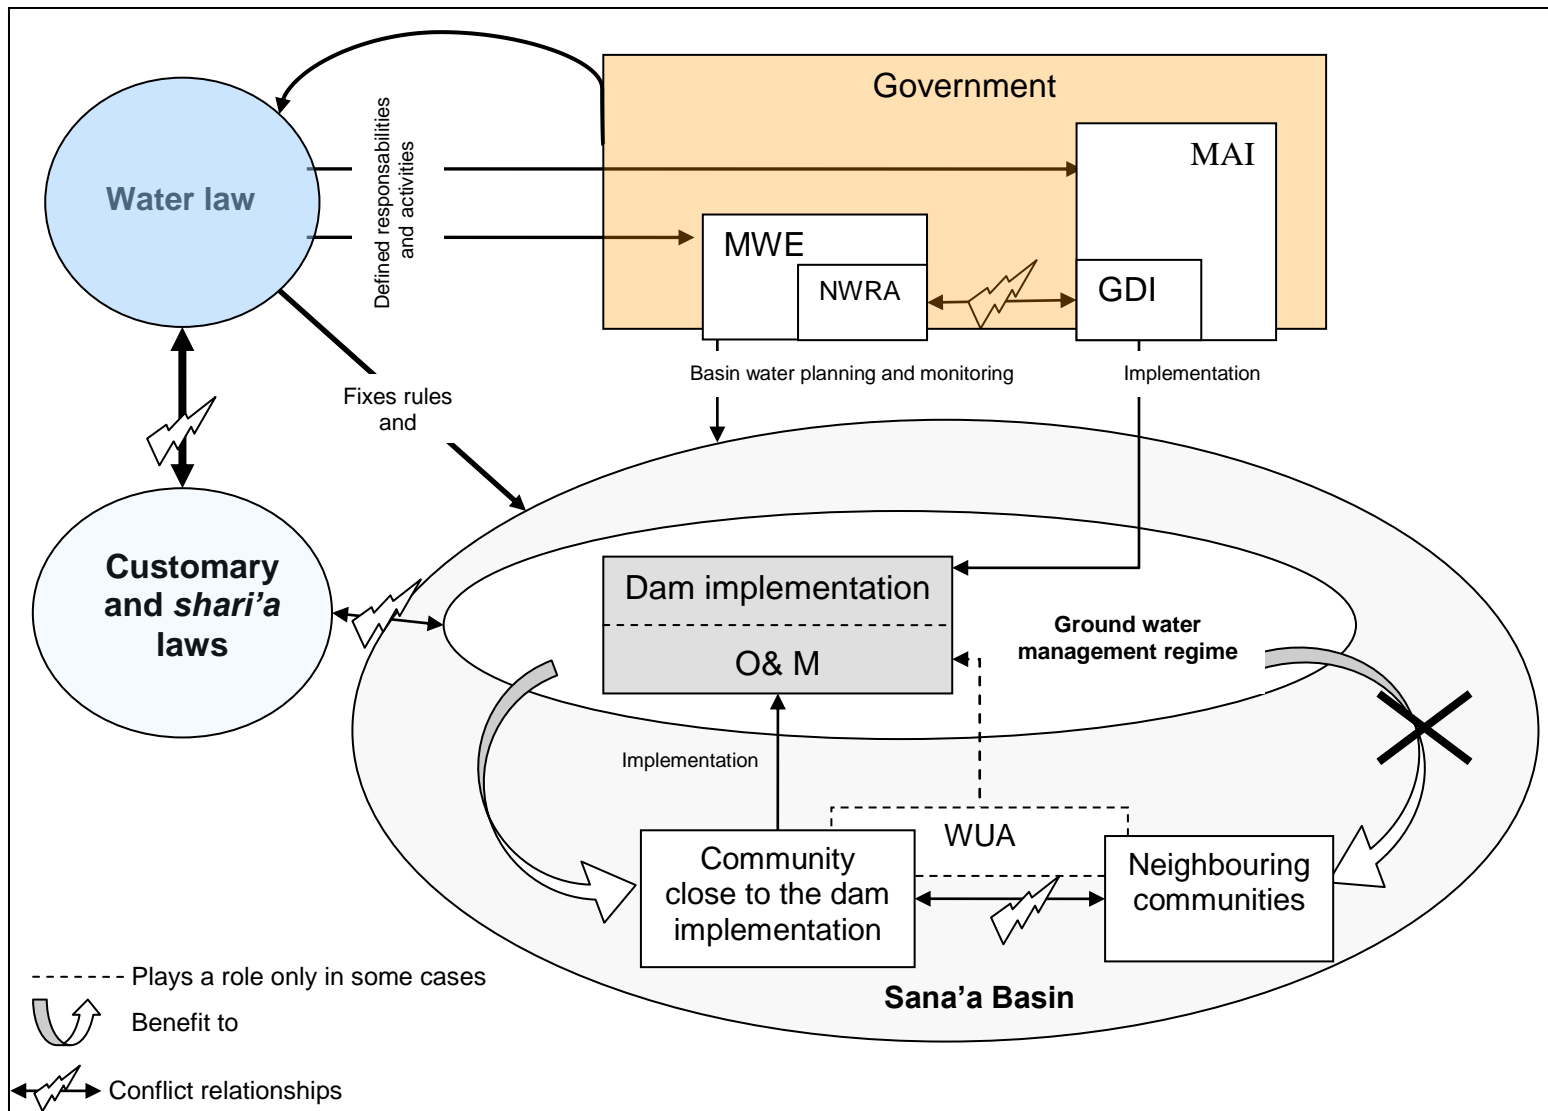 Government
Defined responsabilities
and activities
MAI
Water law
MWE
NWRA
GDI
Basin water planning and monitoring
Implementation
Fixes rules
and
Customary
and shari’a
laws
Dam implementation
O& M
Ground water
management regime
Implementation
WUA
Community
close to the dam
implementation
Neighbouring
communities
Sana’a Basin
Plays a role only in some cases
Benefit to
Conflict relationships